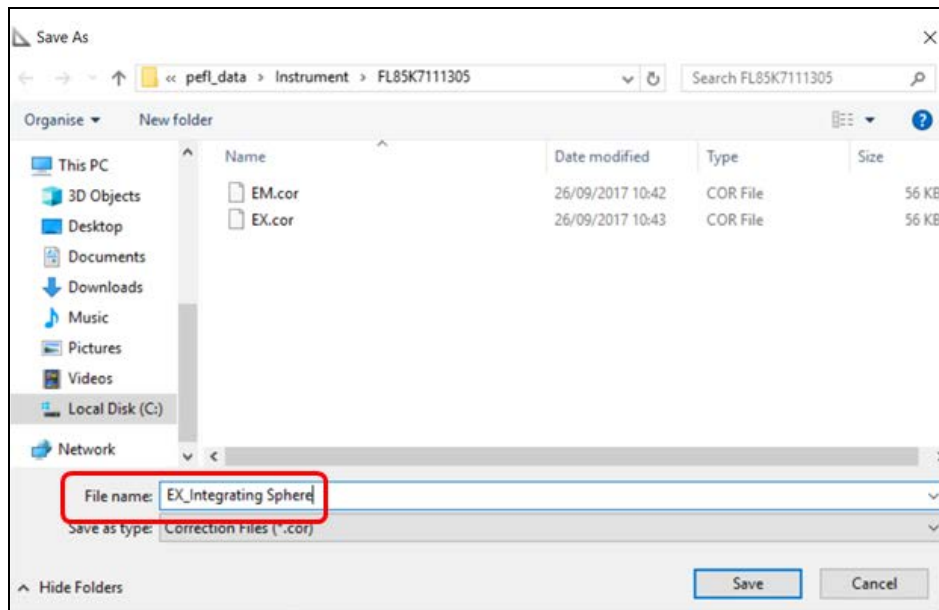 Save As
« pefl_data > Instrument > FL85K7111305 Search FL85K7111305
Organise New folder
Name Date modified Type Size
This PC
3D Objects
Desktop
Documents
Downloads
Music
Pictures
Videos
Local Disk (C:)
Network
EM.cor 26/09/2017 10:42 COR File 56 KB
EX.cor 26/09/2017 10:43 COR File 56 KB
File name: EX_Integrating Sphere
Save as type: Correction Files (*.cor)
Hide Folders Save Cancel